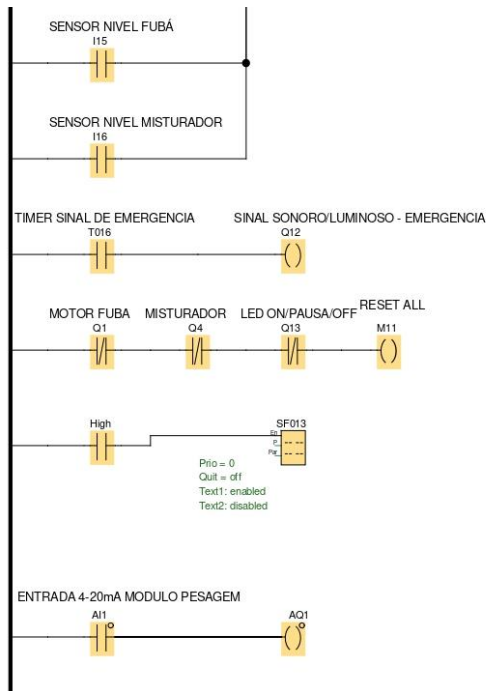 SENSOR NIVEL FUBÁ
I15
SENSOR NIVEL MISTURADOR
I16
TIMER SINAL DE EMERGENCIA SINAL SONORO/LUMINOSO - EMERGENCIA
T016 Q12
MOTOR FUBA MISTURADOR LED ON/PAUSA/OFF RESET ALL
Q1 Q4 Q13 M11
High SF013
En
P
Par
Prio = 0
Quit = off
Text1: enabled
Text2: disabled
ENTRADA 4-20mA MODULO PESAGEM
AI1 AQ1